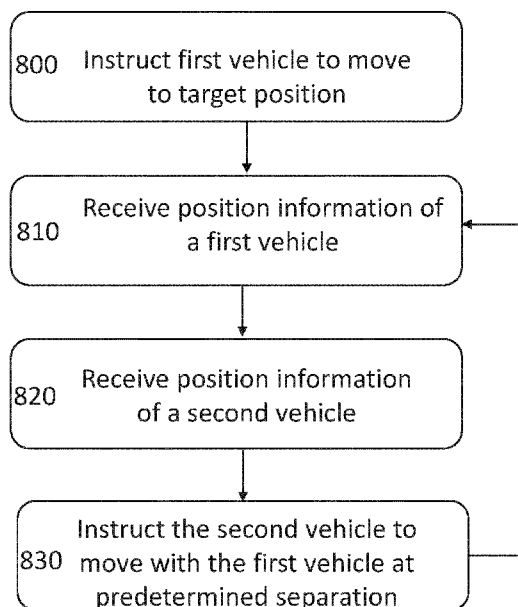 800 Instruct first vehicle to move
to target position
810 Receive position information of
a first vehicle
820 Receive position information
of a second vehicle
Instruct the second vehicle to
830 move with the first vehicle at
predetermined separation